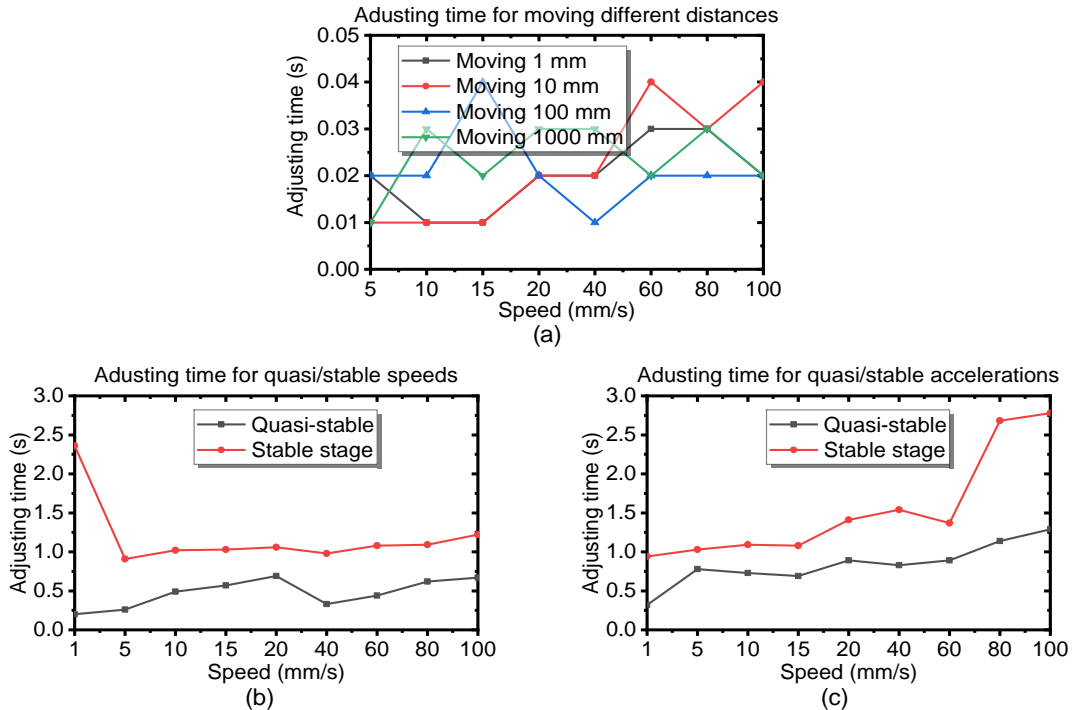 Adusting time for moving different distances
Adjusting time (s)
0.05
0.04
0.03
0.02
0.01
0.00
Moving 1 mm
Moving 10 mm
Moving 100 mm
Moving 1000 mm
5 10 15 20 40 60 80 100
Speed (mm/s)
(a)
Adusting time for quasi/stable speeds
Adjusting time (s)
3.0
2.5
2.0
1.5
1.0
0.5
0.0
Quasi-stable
Stable stage
1 5 10 15 20 40 60 80 100
Speed (mm/s)
(b)
Adusting time for quasi/stable accelerations
Adjusting time (s)
3.0
2.5
2.0
1.5
1.0
0.5
0.0
Quasi-stable
Stable stage
1 5 10 15 20 40 60 80 100
Speed (mm/s)
(c)